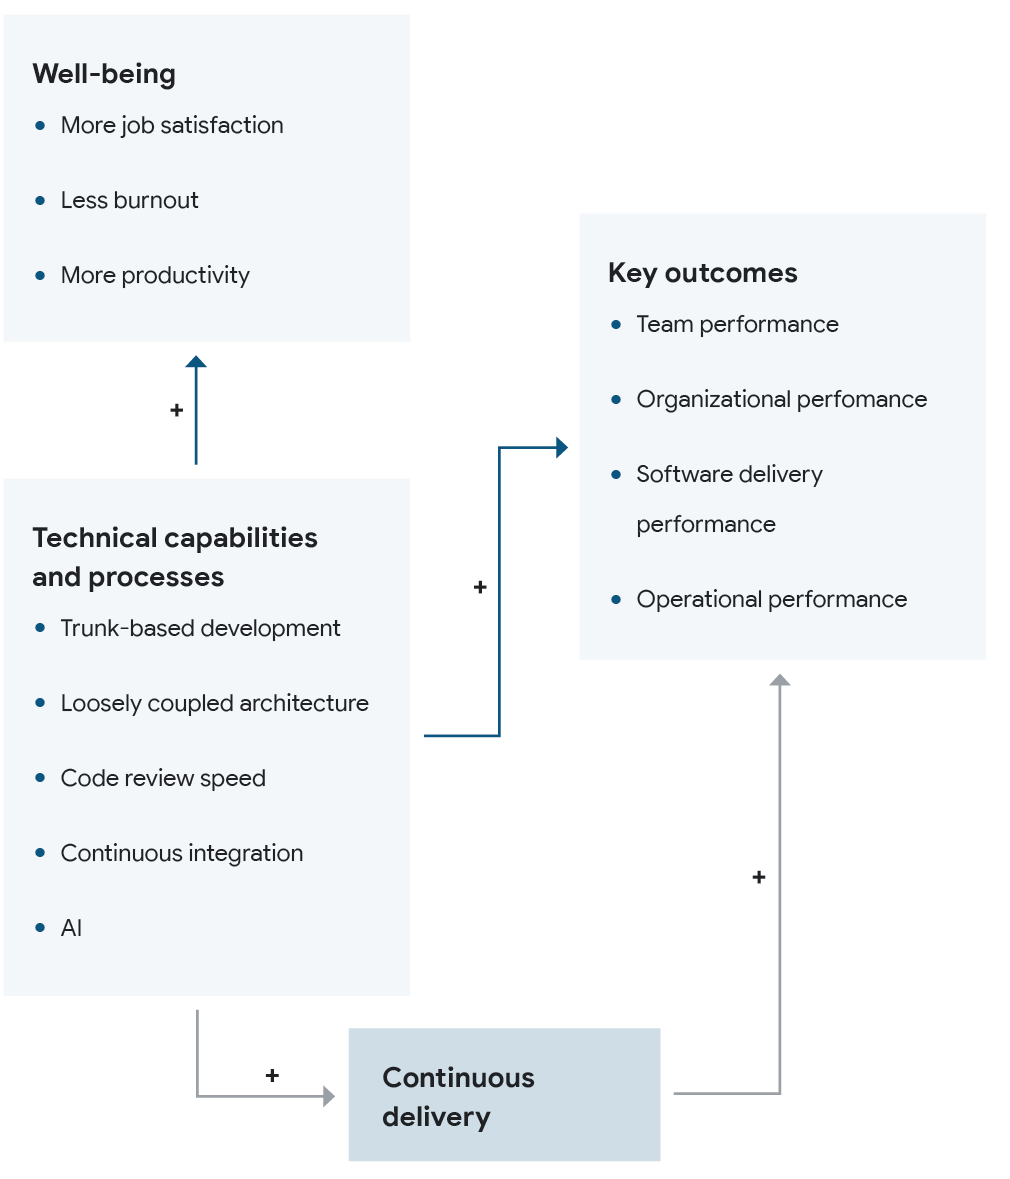 Well-being
• More job satisfaction
• Less burnout
• More productivity
+
Key outcomes
• Team performance
• Organizational perfomance
• Software delivery
performance
• Operational performance
+
Technical capabilities
and processes
• Trunk-based development
• Loosely coupled architecture
• Code review speed
• Continuous integration
• AI
+
+
Continuous
delivery